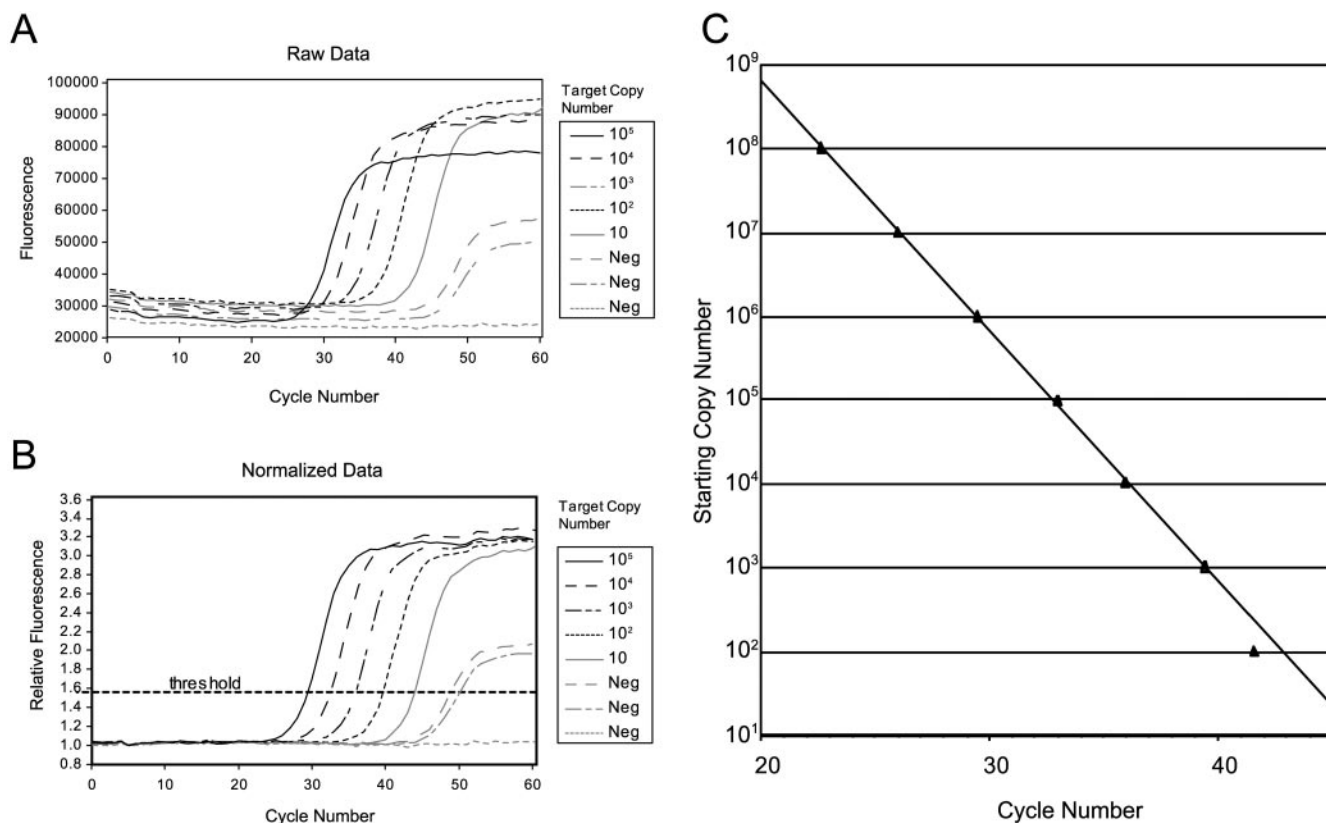 A
Raw Data
100000
90000
80000
70000
60000
50000
40000
30000
20000
Fluorescence
0 10 20 30 40 50 60
Cycle Number
Target Copy
Number
10⁵
10⁴
10³
10²
10
Neg
Neg
Neg
B
Normalized Data
3.6
3.4
3.2
3.0
2.8
2.6
2.4
2.2
2.0
1.8
1.6
1.4
1.2
1.0
0.8
Relative Fluorescence
threshold
0 10 20 30 40 50 60
Cycle Number
Target Copy
Number
10⁵
10⁴
10³
10²
10
Neg
Neg
Neg
C
10⁹
10⁸
10⁷
10⁶
10⁵
10⁴
10³
10²
10¹
Starting Copy Number
20 30 40
Cycle Number